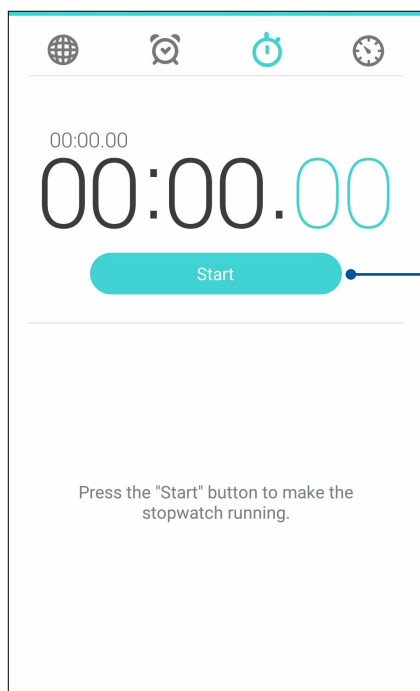 00:00.00
00:00.00
Start
Press the "Start" button to make the
stopwatch running.